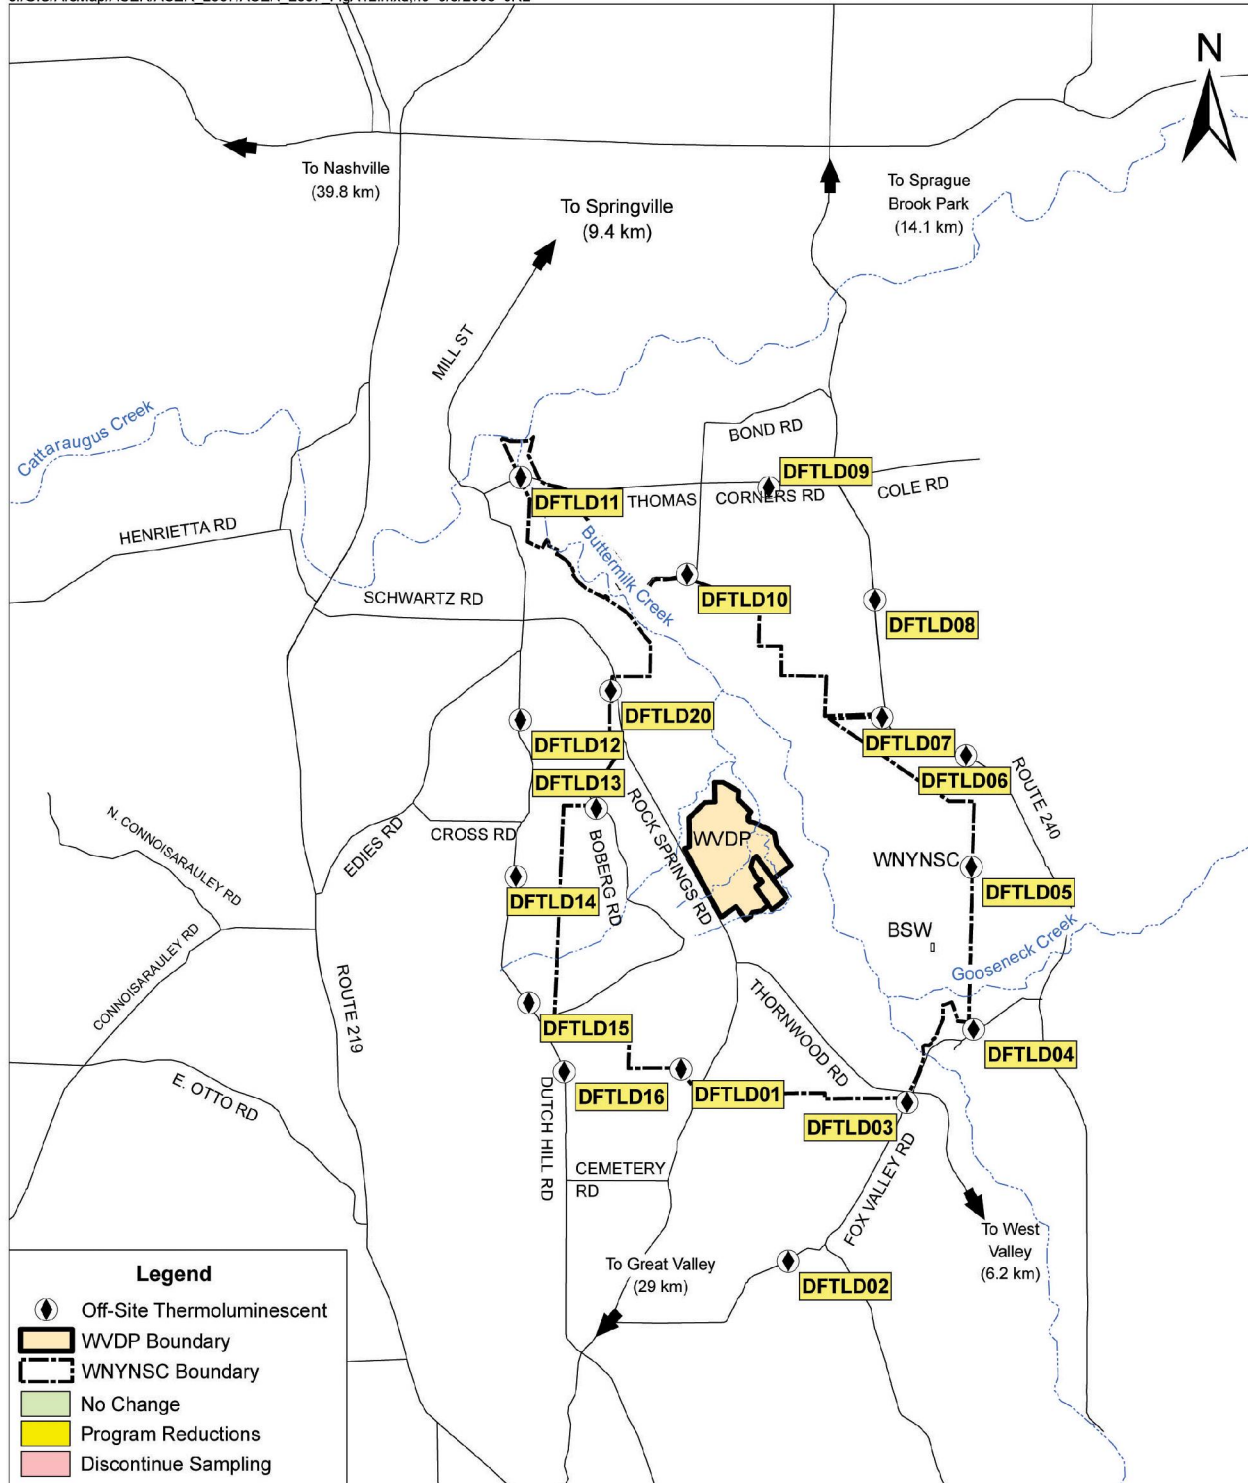 N
To Nashville
(39.8 km)
To Sprague
Brook Park
(14.1 km)
To Springville
(9.4 km)
MILL ST
Cattaraugus Creek
BOND RD
DFTLD09
DFTLD11
THOMAS CORNERS RD
COLE RD
HENRIETTA RD
Buttermilk Creek
SCHWARTZ RD
DFTLD10
DFTLD08
DFTLD20
DFTLD12
DFTLD07
DFTLD13
DFTLD06
ROUTE 240
N. CONNOISARAULEY RD
EDIES RD
CROSS RD
BOBERG RD
ROCK SPRINGS RD
WVDP
WNYNSC
DFTLD05
DFTLD14
BSW
CONNOISARAULEY RD
Gooseneck Creek
ROUTE 219
THORNWOOD RD
DFTLD15
DFTLD04
E. OTTO RD
DUTCH HILL RD
DFTLD16
DFTLD01
DFTLD03
CEMETERY
RD
FOX VALLEY RD
To West
Valley
(6.2 km)
To Great Valley
(29 km)
DFTLD02
Legend
Off-Site Thermoluminescent
WVDP Boundary
WNYNSC Boundary
No Change
Program Reductions
Discontinue Sampling